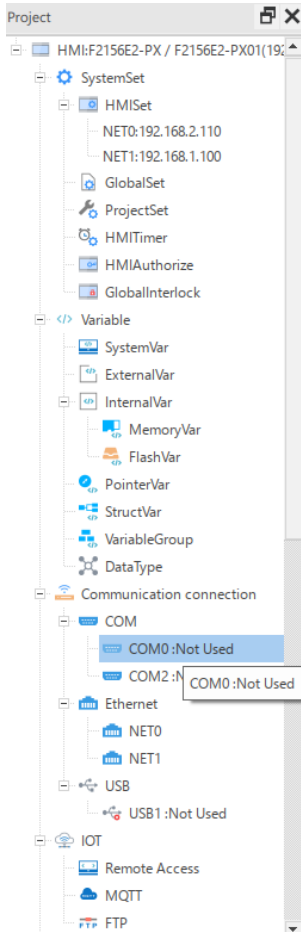 Project
HMI:F2156E2-PX / F2156E2-PX01(192
SystemSet
HMISet
NET0:192.168.2.110
NET1:192.168.1.100
GlobalSet
ProjectSet
HMITimer
HMIAuthorize
GlobalInterlock
Variable
SystemVar
ExternalVar
InternalVar
MemoryVar
FlashVar
PointerVar
StructVar
VariableGroup
DataType
Communication connection
COM
COM0 :Not Used
COM2 :N
COM0 :Not Used
Ethernet
NET0
NET1
USB
USB1 :Not Used
IOT
Remote Access
MQTT
FTP FTP